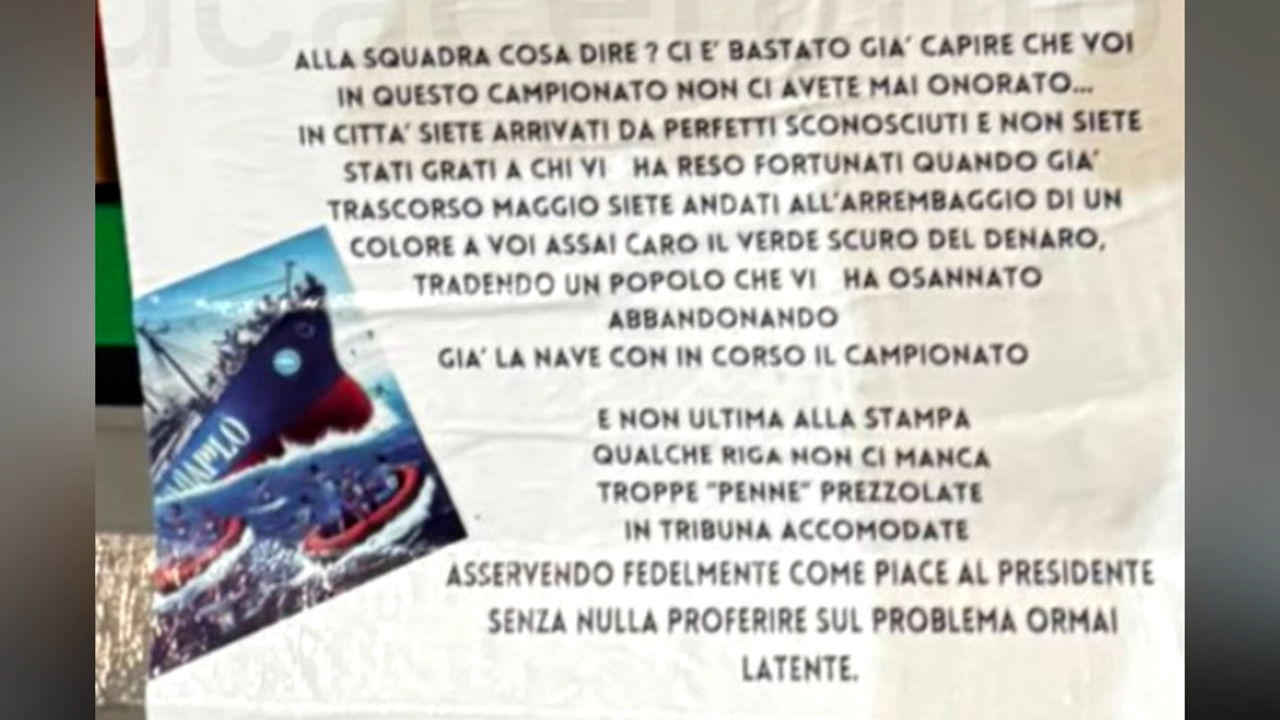 ALLA SQUADRA COSA DIRE ? CI E' BASTATO GIA' CAPIRE CHE VOI
IN QUESTO CAMPIONATO NON CI AVETE MAI ONORATO...
IN CITTA' SIETE ARRIVATI DA PERFETTI SCONOSCIUTI E NON SIETE
STATI GRATI A CHI VI HA RESO FORTUNATI QUANDO GIA'
TRASCORSO MAGGIO SIETE ANDATI ALL'ARREMBAGGIO DI UN
COLORE A VOI ASSAI CARO IL VERDE SCURO DEL DENARO,
TRADENDO UN POPOLO CHE VI HA OSANNATO
ABBANDONANDO
GIA' LA NAVE CON IN CORSO IL CAMPIONATO
E NON ULTIMA ALLA STAMPA
QUALCHE RIGA NON CI MANCA
TROPPE "PENNE" PREZZOLATE
IN TRIBUNA ACCOMODATE
ASSERVENDO FEDELMENTE COME PIACE AL PRESIDENTE
SENZA NULLA PROFERIRE SUL PROBLEMA ORMAI
LATENTE.